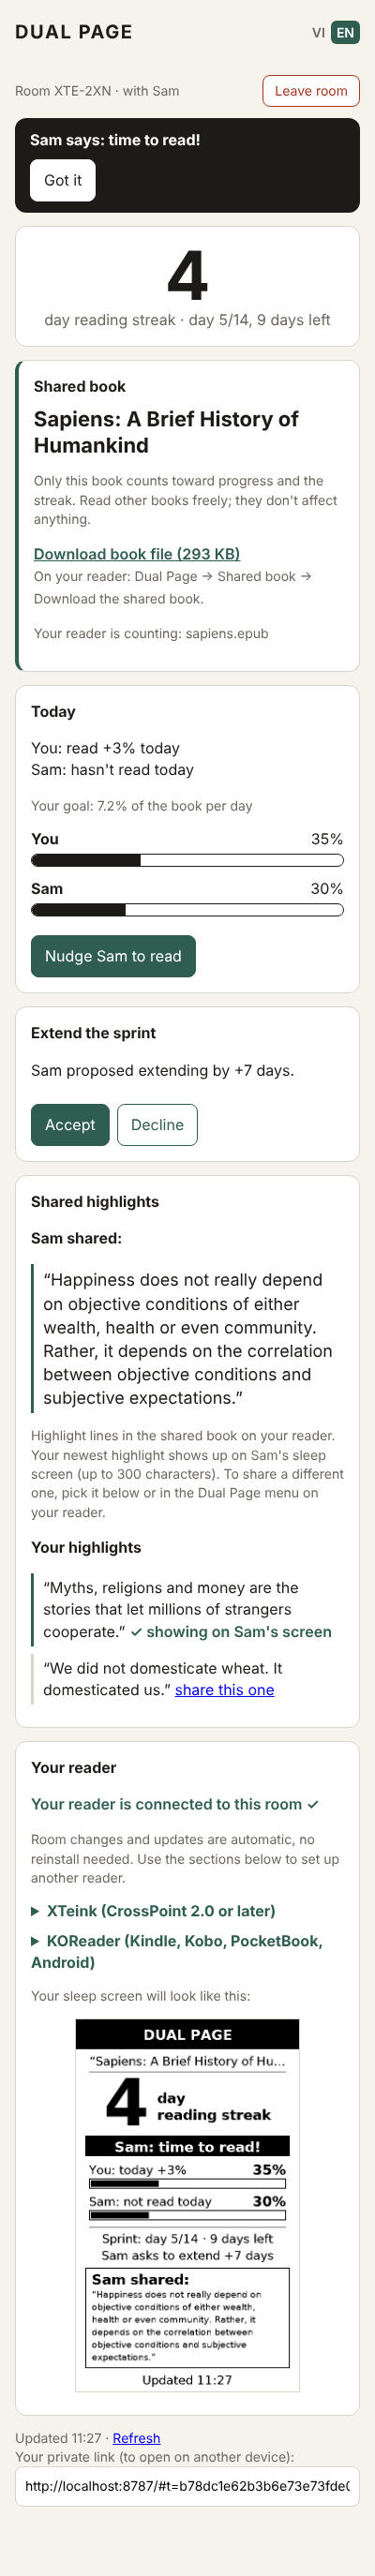 DUAL PAGE
VI EN
Room XTE-2XN · with Sam
Leave room
Sam says: time to read!
Got it
4
day reading streak · day 5/14, 9 days left
Shared book
Sapiens: A Brief History of
Humankind
Only this book counts toward progress and the
streak. Read other books freely; they don't affect
anything.
Download book file (293 KB)
On your reader: Dual Page → Shared book →
Download the shared book.
Your reader is counting: sapiens.epub
Today
You: read +3% today
Sam: hasn't read today
Your goal: 7.2% of the book per day
You 35%
Sam 30%
Nudge Sam to read
Extend the sprint
Sam proposed extending by +7 days.
Accept Decline
Shared highlights
Sam shared:
“Happiness does not really depend
on objective conditions of either
wealth, health or even community.
Rather, it depends on the correlation
between objective conditions and
subjective expectations.”
Highlight lines in the shared book on your reader.
Your newest highlight shows up on Sam's sleep
screen (up to 300 characters). To share a different
one, pick it below or in the Dual Page menu on
your reader.
Your highlights
“Myths, religions and money are the
stories that let millions of strangers
cooperate.” ✓ showing on Sam's screen
“We did not domesticate wheat. It
domesticated us.” share this one
Your reader
Your reader is connected to this room ✓
Room changes and updates are automatic, no
reinstall needed. Use the sections below to set up
another reader.
▶ XTeink (CrossPoint 2.0 or later)
▶ KOReader (Kindle, Kobo, PocketBook,
Android)
Your sleep screen will look like this:
DUAL PAGE
“Sapiens: A Brief History of Hu...
4 day
reading streak
Sam: time to read!
You: today +3% 35%
Sam: not read today 30%
Sprint: day 5/14 · 9 days left
Sam asks to extend +7 days
Sam shared:
“Happiness does not really depend on
objective conditions of either wealth,
health or even community. Rather, it
depends on the correlation between
objective conditions and subjective
expectations.”
Updated 11:27
Updated 11:27 · Refresh
Your private link (to open on another device):
http://localhost:8787/#t=b78dc1e62b3b6e73e73fde0